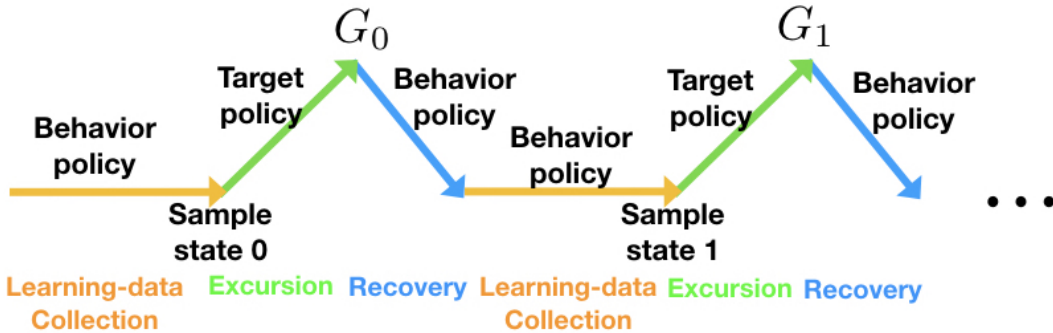 G0
G1
Target
policy
Behavior
policy
Target
policy
Behavior
policy
Behavior
policy
Behavior
policy
Sample
state 0
Sample
state 1
Learning-data
Collection
Excursion
Recovery
Learning-data
Collection
Excursion
Recovery
...